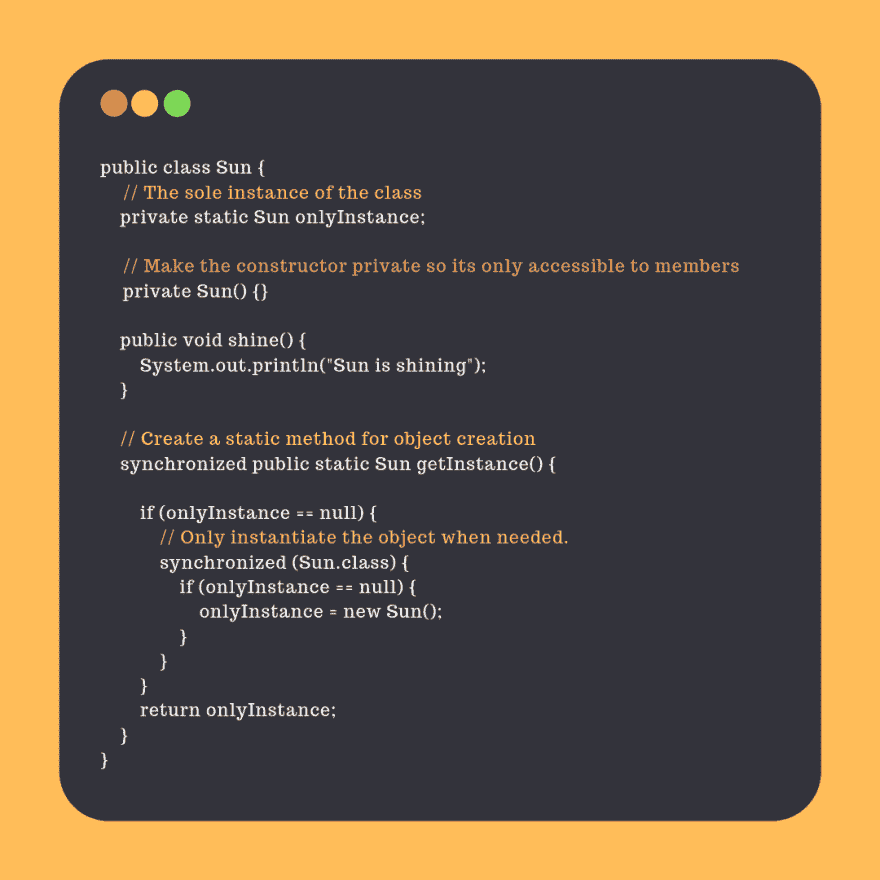 public class Sun {
// The sole instance of the class
private static Sun onlyInstance;
// Make the constructor private so its only accessible to members
private Sun() {}
public void shine() {
System.out.println("Sun is shining");
}
// Create a static method for object creation
synchronized public static Sun getInstance() {
if (onlyInstance == null) {
// Only instantiate the object when needed.
synchronized (Sun.class) {
if (onlyInstance == null) {
onlyInstance = new Sun();
}
}
}
return onlyInstance;
}
}